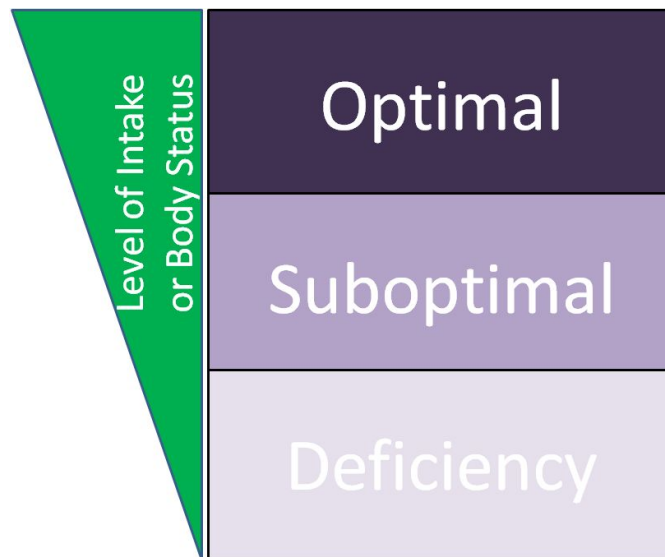 Level of Intake
or Body Status
Optimal
Suboptimal
Deficiency